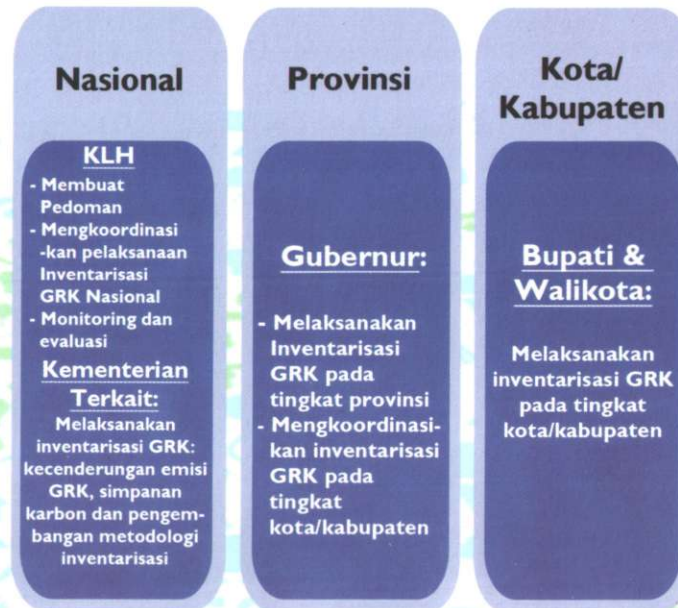 Nasional
KLH
- Membuat
Pedoman
- Mengkoordinasi
-kan pelaksanaan
Inventarisasi
GRK Nasional
- Monitoring dan
evaluasi
Kementerian
Terkait:
Melaksanakan
inventarisasi GRK:
kecenderungan emisi
GRK, simpanan
karbon dan pengem-
bangan metodologi
inventarisasi
Provinsi
Gubernur:
- Melaksanakan
Inventarisasi
GRK pada
tingkat provinsi
- Mengkoordinasi-
kan inventarisasi
GRK pada
tingkat
kota/kabupaten
Kota/
Kabupaten
Bupati &
Walikota:
Melaksanakan
inventarisasi GRK
pada tingkat
kota/kabupaten